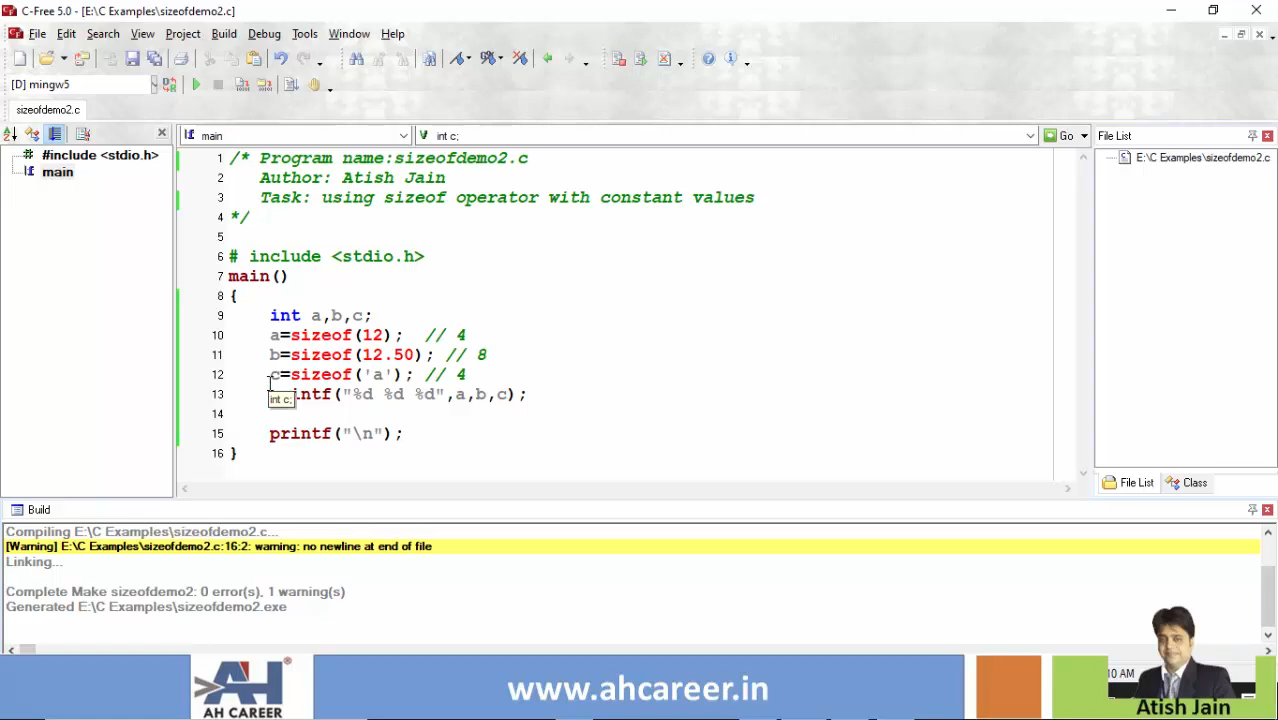 C-Free 5.0 - [E:\C Examples\sizeofdemo2.c]
File Edit Search View Project Build Debug Tools Window Help
[D] mingw5
sizeofdemo2.c
main int c; Go File List
#include <stdio.h>
main
E:\C Examples\sizeofdemo2.c
1 /* Program name:sizeofdemo2.c
2 Author: Atish Jain
3 Task: using sizeof operator with constant values
4 */
5
6 # include <stdio.h>
7 main()
8 {
9 int a,b,c;
10 a=sizeof(12); // 4
11 b=sizeof(12.50); // 8
12 c=sizeof('a'); // 4
13 intf("%d %d %d",a,b,c);
int c;
14
15 printf("\n");
16 }
File List Class
Build
Compiling E:\C Examples\sizeofdemo2.c...
[Warning] E:\C Examples\sizeofdemo2.c:16:2: warning: no newline at end of file
Linking...
Complete Make sizeofdemo2: 0 error(s), 1 warning(s)
Generated E:\C Examples\sizeofdemo2.exe
10 AM
AH
AH CAREER
www.ahcareer.in
Atish Jain